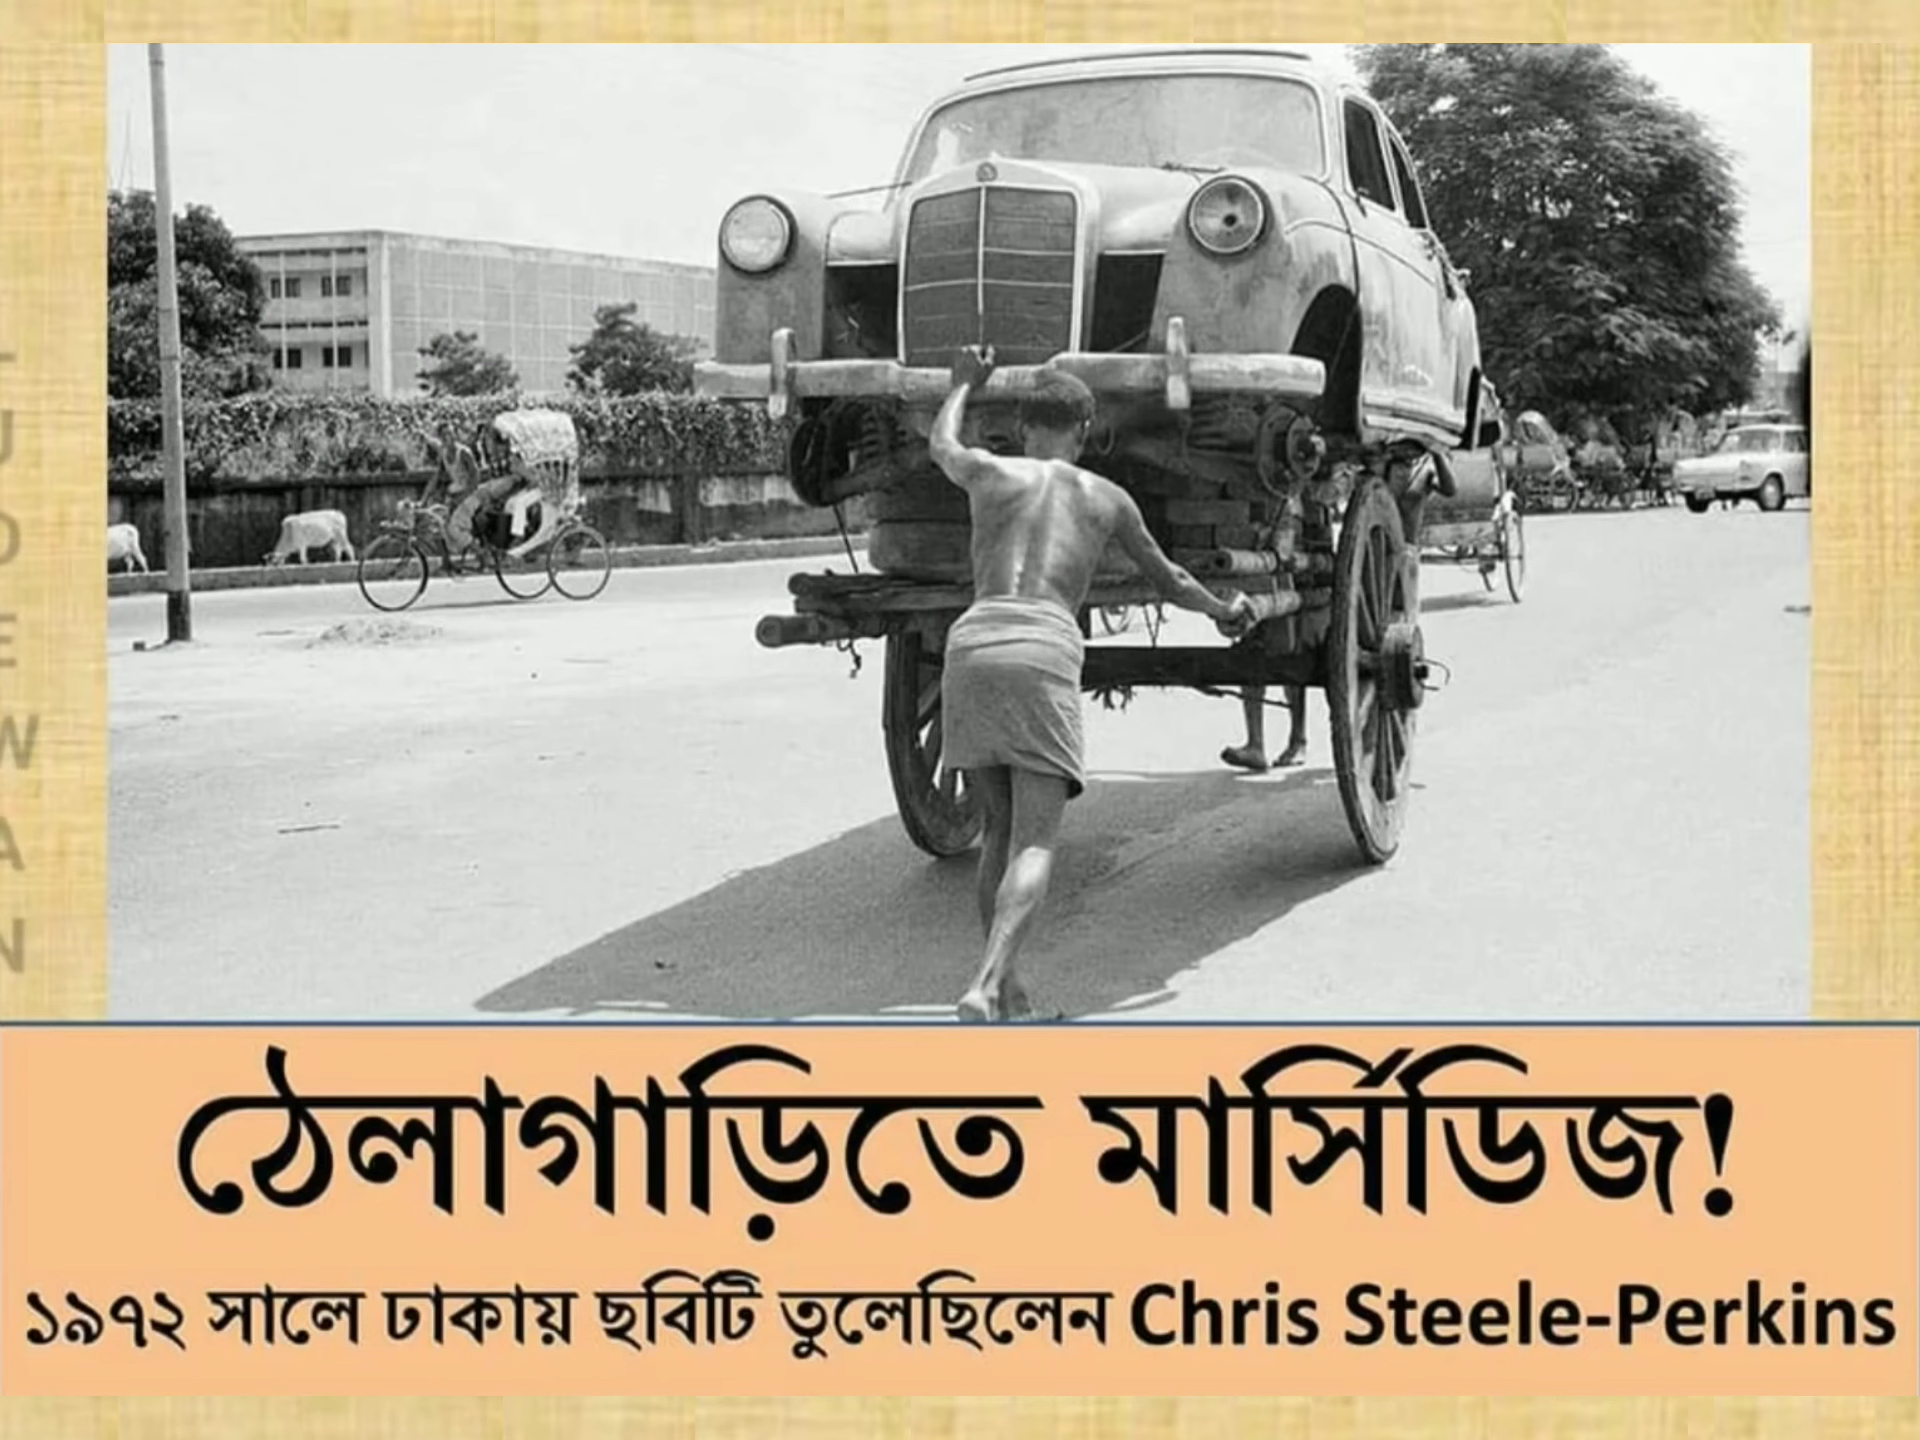 ঠেলাগাড়িতে মার্সিডিজ!
১৯৭২ সালে ঢাকায় ছবিটি তুলেছিলেন Chris Steele-Perkins